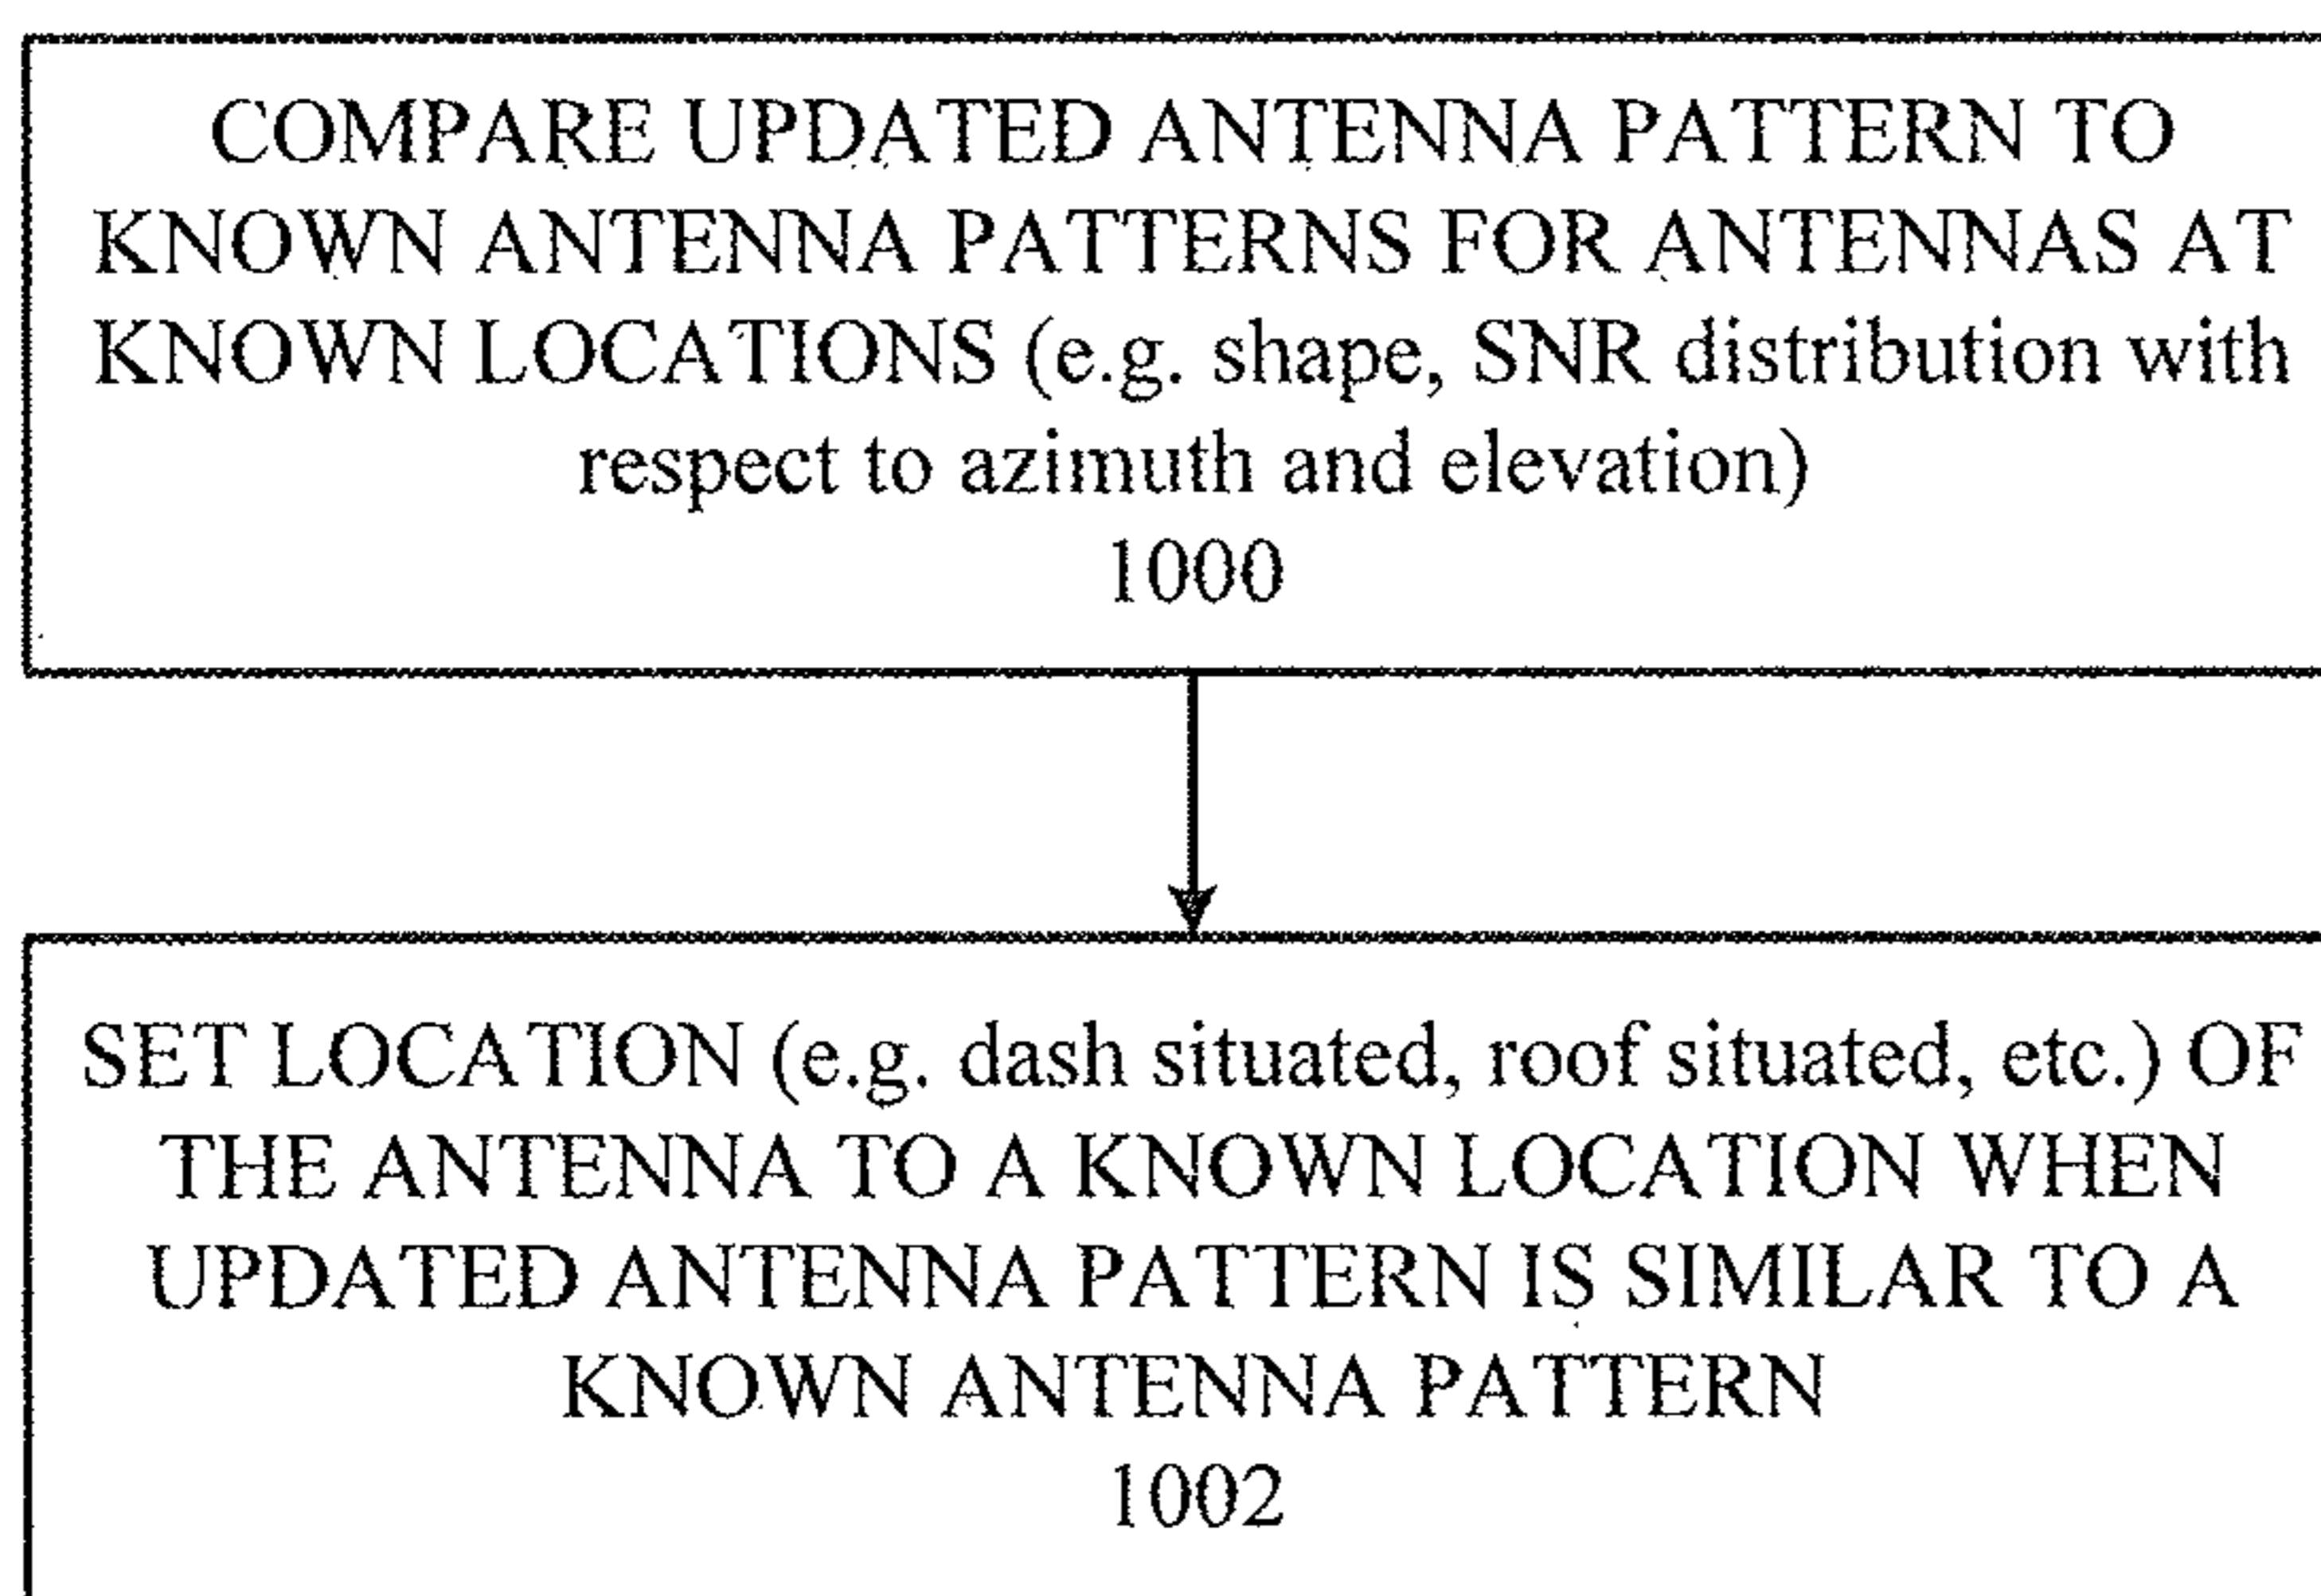 COMPARE UPDATED ANTENNA PATTERN TO
KNOWN ANTENNA PATTERNS FOR ANTENNAS AT
KNOWN LOCATIONS (e.g. shape, SNR distribution with
respect to azimuth and elevation)
1000
SET LOCATION (e.g. dash situated, roof situated, etc.) OF
THE ANTENNA TO A KNOWN LOCATION WHEN
UPDATED ANTENNA PATTERN IS SIMILAR TO A
KNOWN ANTENNA PATTERN
1002